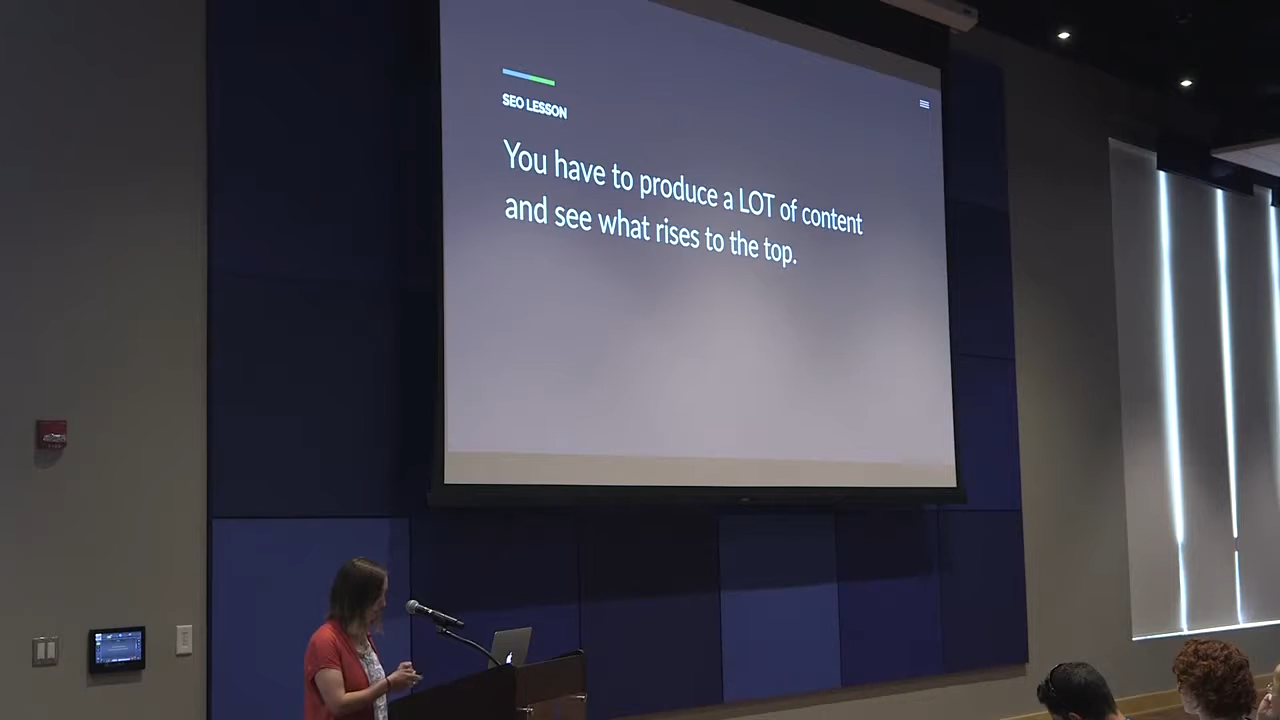 SEO LESSON
You have to produce a LOT of content
and see what rises to the top.